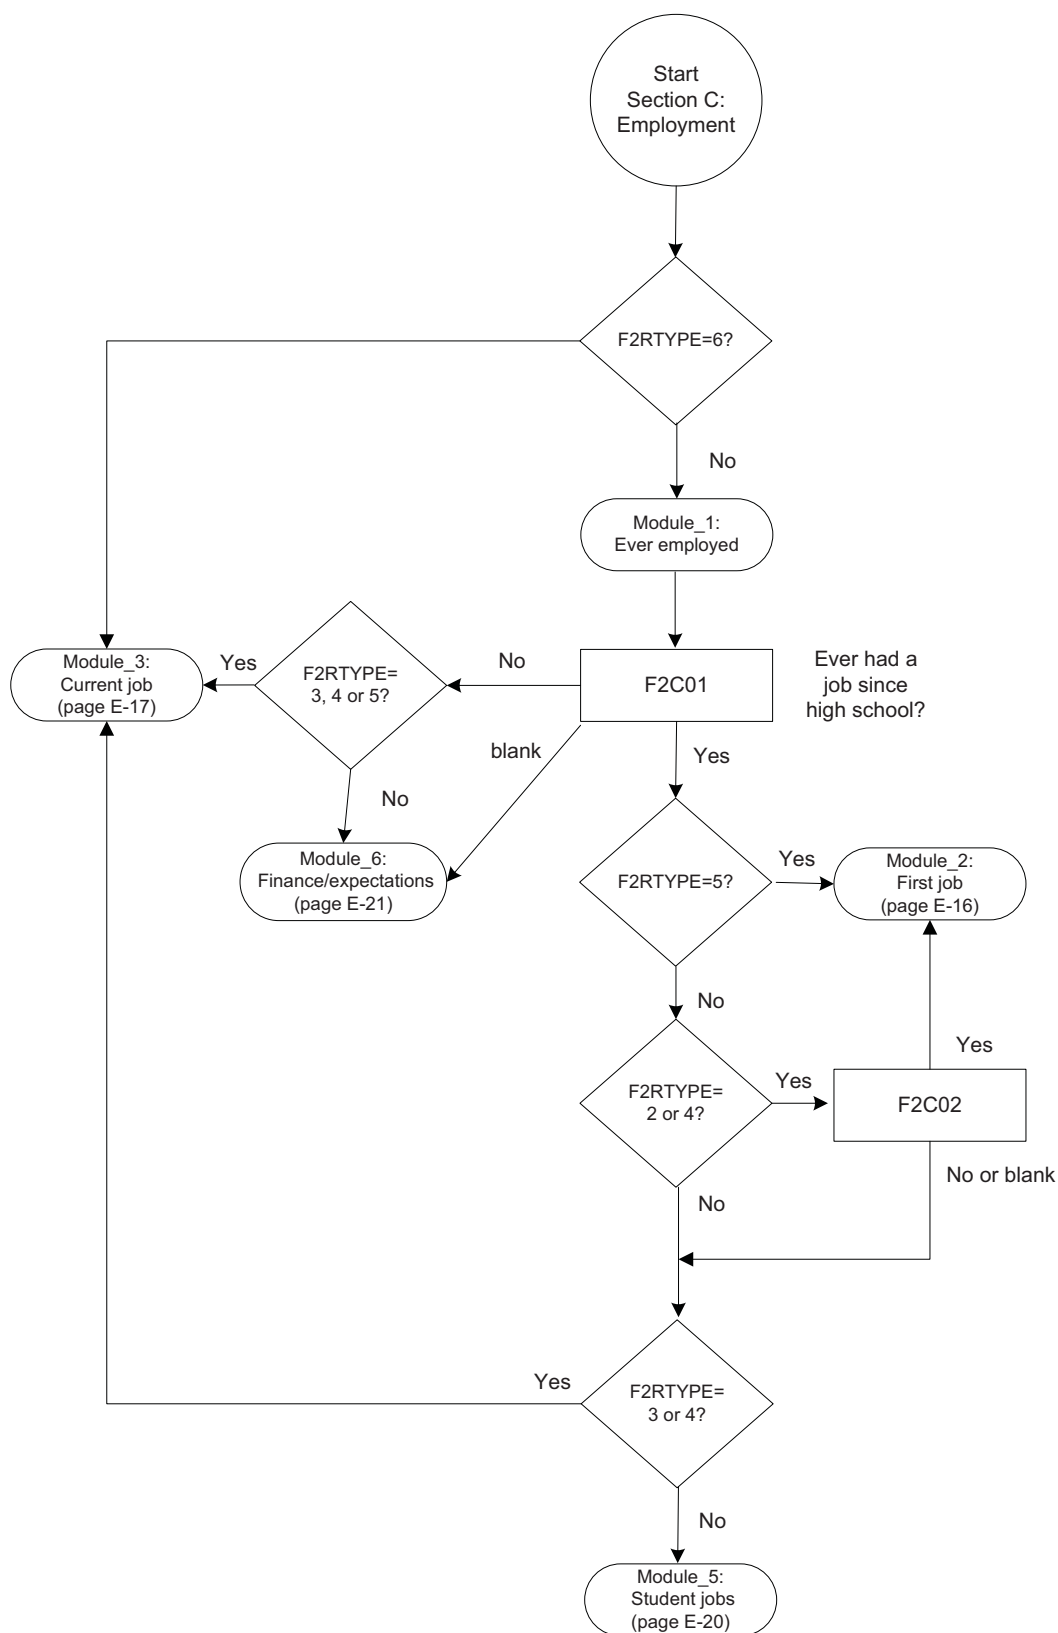 Start
Section C:
Employment
F2RTYPE=6?
No
Module_1:
Ever employed
Module_3:
Current job
(page E-17)
Yes
F2RTYPE=
3, 4 or 5?
No
F2C01
Ever had a
job since
high school?
blank
Yes
No
Module_6:
Finance/expectations
(page E-21)
F2RTYPE=5?
Yes
Module_2:
First job
(page E-16)
No
F2RTYPE=
2 or 4?
Yes
Yes
F2C02
No or blank
No
Yes
F2RTYPE=
3 or 4?
No
Module_5:
Student jobs
(page E-20)